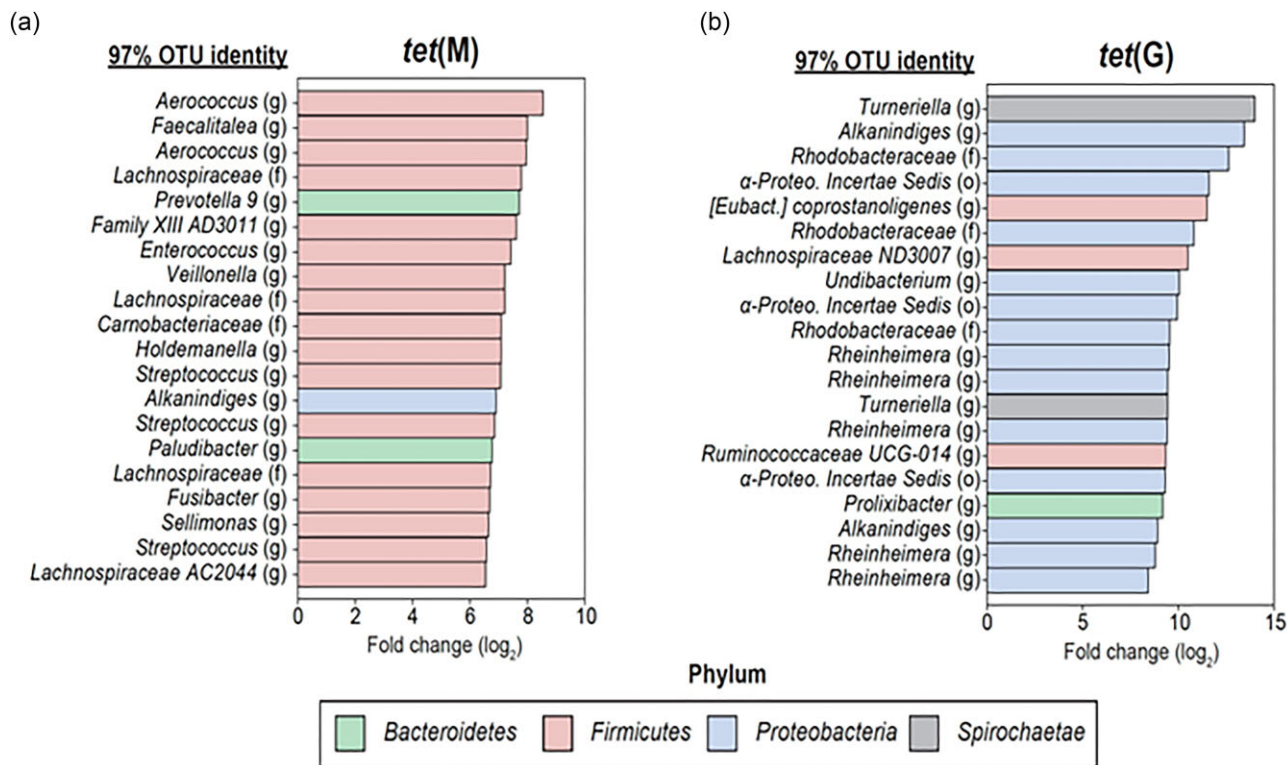 (a)
97% OTU identity
tet(M)
Aerococcus (g)
Faecalitalea (g)
Aerococcus (g)
Lachnospiraceae (f)
Prevotella 9 (g)
Family XIII AD3011 (g)
Enterococcus (g)
Veillonella (g)
Lachnospiraceae (f)
Carnobacteriaceae (f)
Holdemanella (g)
Streptococcus (g)
Alkanindiges (g)
Streptococcus (g)
Paludibacter (g)
Lachnospiraceae (f)
Fusibacter (g)
Sellimonas (g)
Streptococcus (g)
Lachnospiraceae AC2044 (g)
0 2 4 6 8 10
Fold change (log2)
(b)
97% OTU identity
tet(G)
Turneriella (g)
Alkanindiges (g)
Rhodobacteraceae (f)
α-Proteo. Incertae Sedis (o)
[Eubact.] coprostanoligenes (g)
Rhodobacteraceae (f)
Lachnospiraceae ND3007 (g)
Undibacterium (g)
α-Proteo. Incertae Sedis (o)
Rhodobacteraceae (f)
Rheinheimera (g)
Rheinheimera (g)
Turneriella (g)
Rheinheimera (g)
Ruminococcaceae UCG-014 (g)
α-Proteo. Incertae Sedis (o)
Prolixibacter (g)
Alkanindiges (g)
Rheinheimera (g)
Rheinheimera (g)
0 5 10 15
Fold change (log2)
Phylum
Bacteroidetes Firmicutes Proteobacteria Spirochaetae